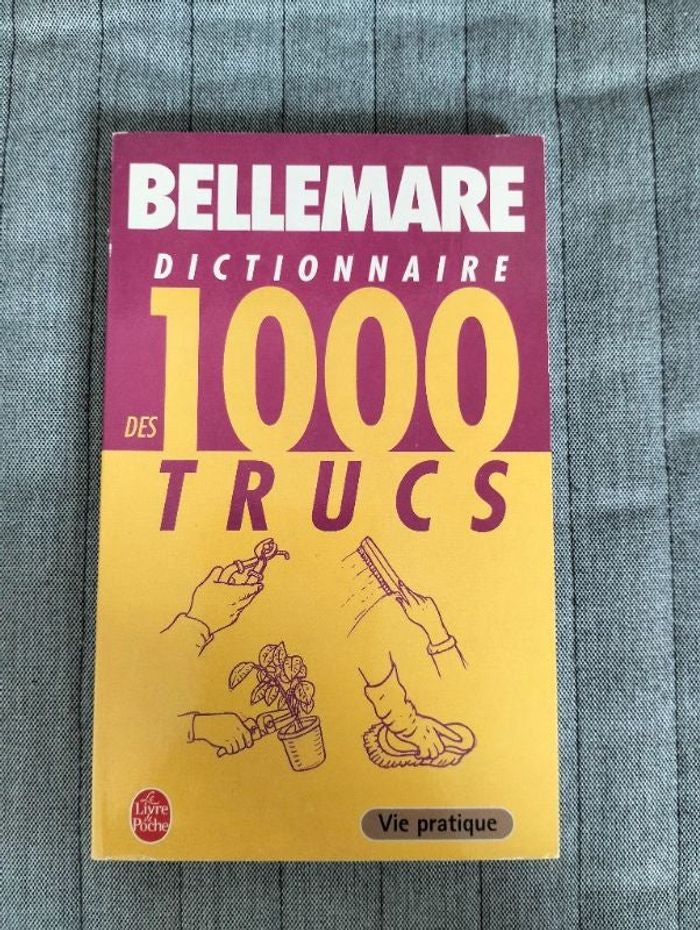 BELLEMARE
DICTIONNAIRE
DES 1000
TRUCS
Le
Livre
de
Poche
Vie pratique